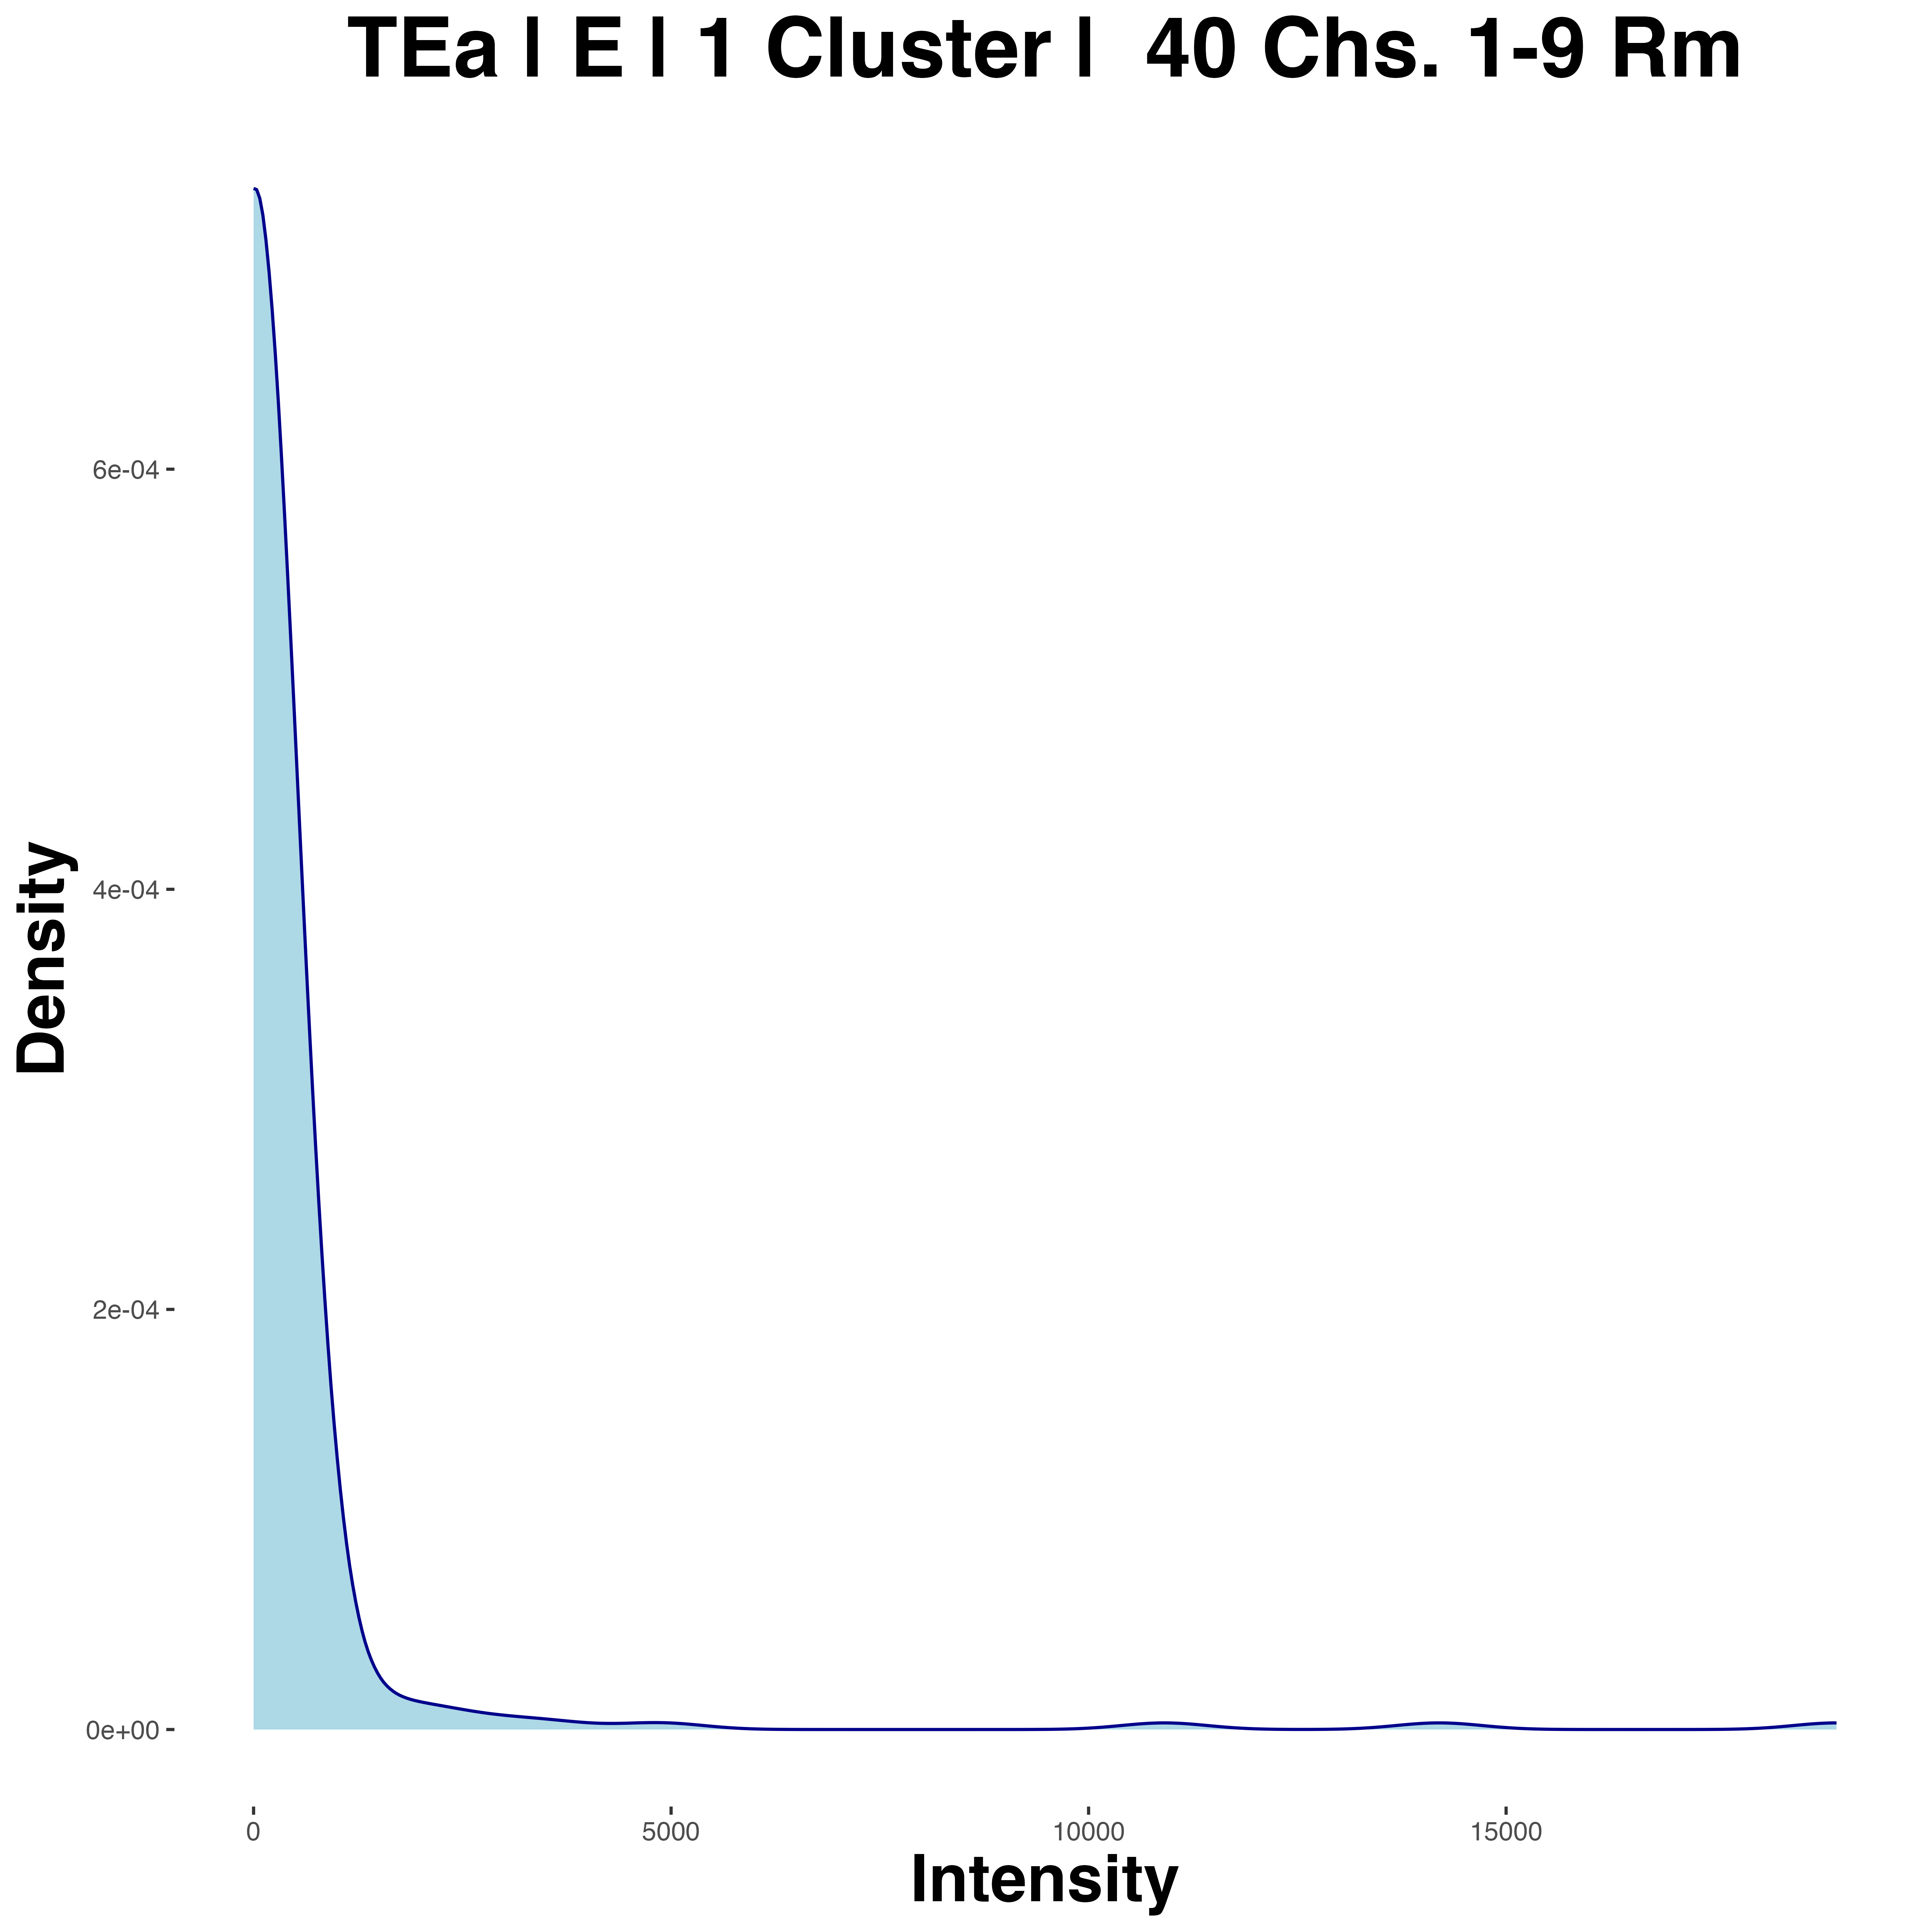 TEa | E | 1 Cluster |  40 Chs. 1-9 Rm
Density
6e-04
4e-04
2e-04
0e+00
0 5000 10000 15000
Intensity